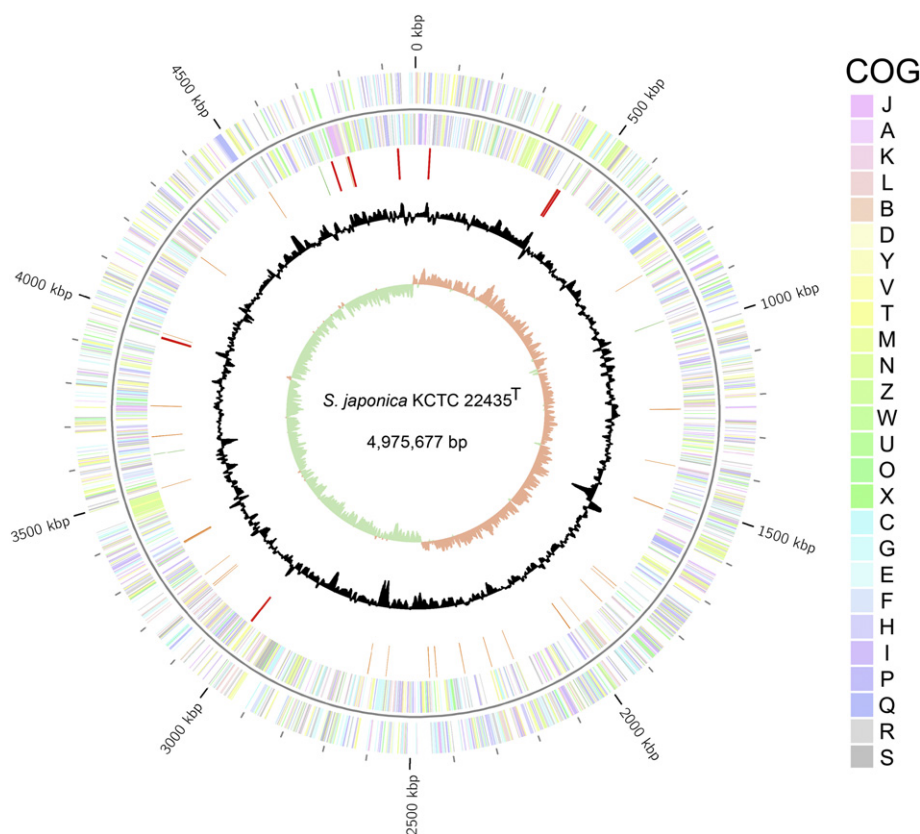 0 kbp
500 kbp
1000 kbp
1500 kbp
2000 kbp
2500 kbp
3000 kbp
3500 kbp
4000 kbp
4500 kbp
S. japonica KCTC 22435T
4,975,677 bp
COG
J
A
K
L
B
D
Y
V
T
M
N
Z
W
U
O
X
C
G
E
F
H
I
P
Q
R
S